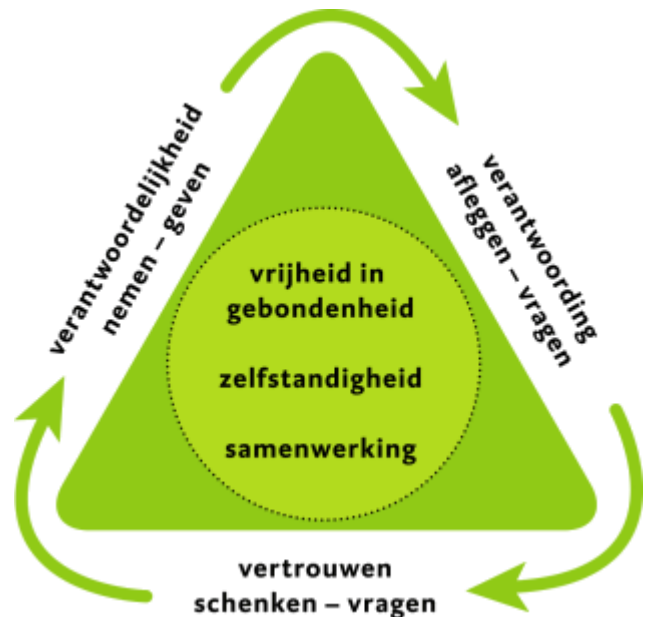 verantwoordelijkheid
nemen – geven
verantwoording
afleggen – vragen
vrijheid in
gebondenheid
zelfstandigheid
samenwerking
vertrouwen
schenken – vragen